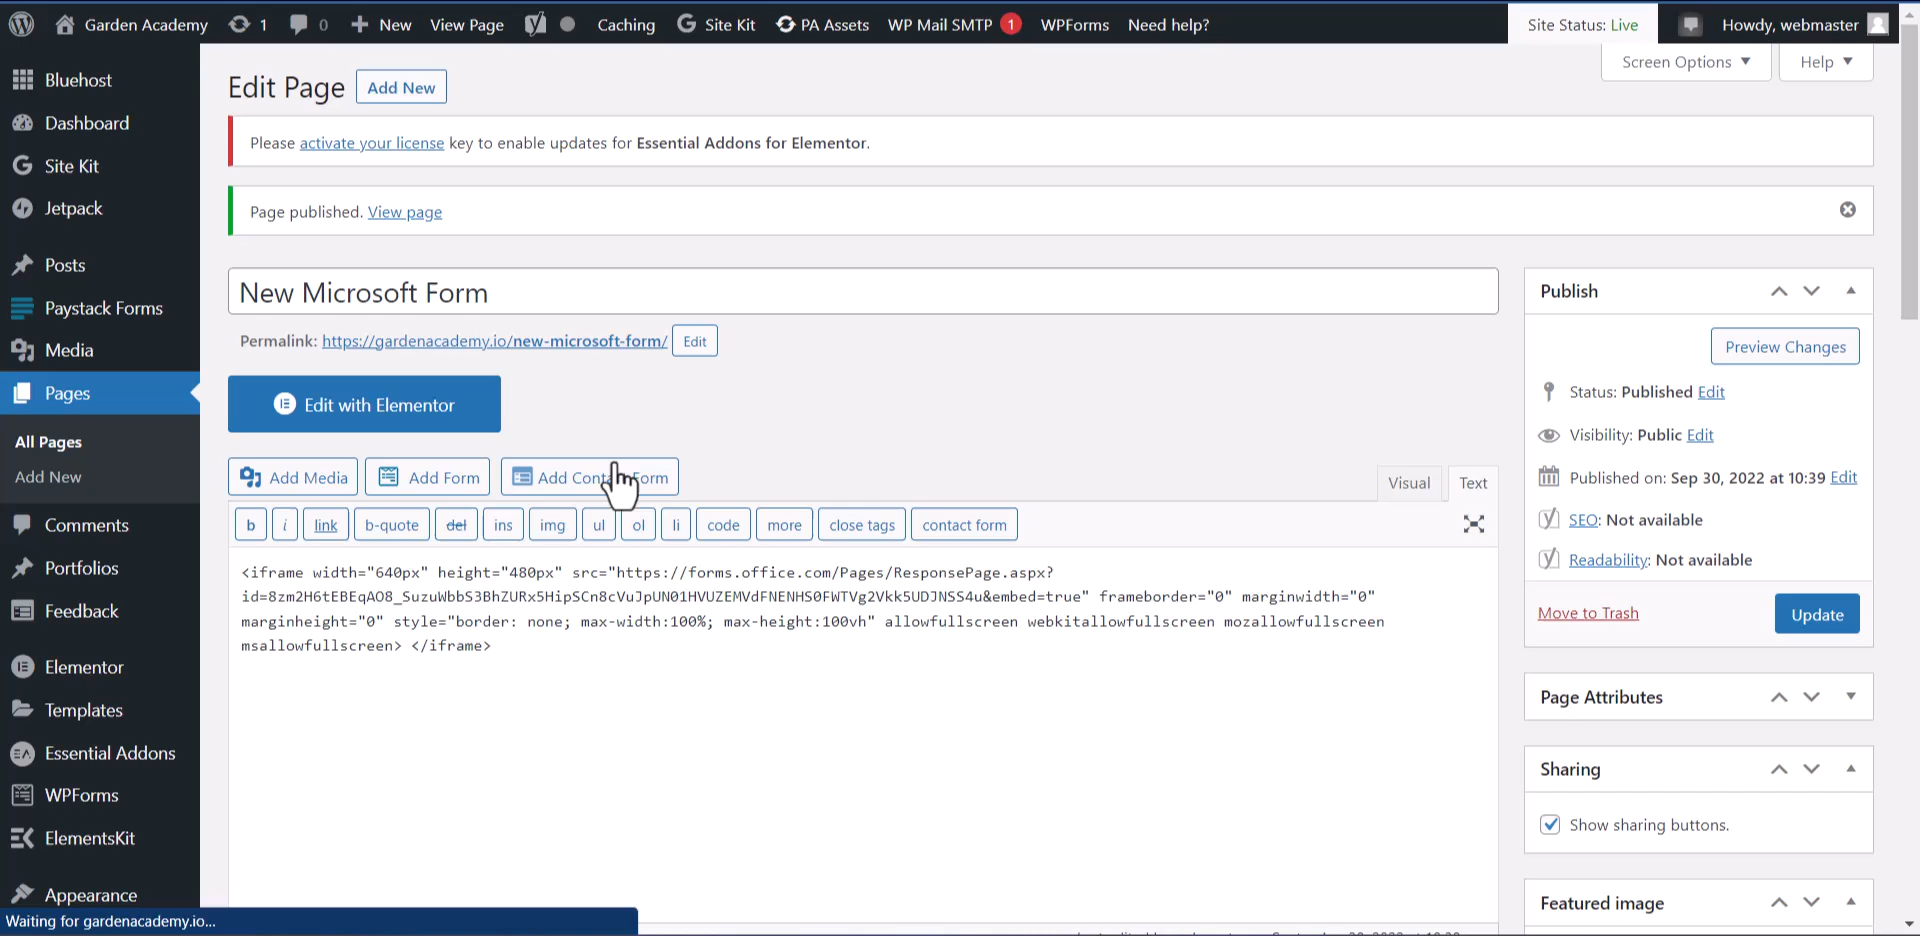 Garden Academy 1 0 New View Page Caching Site Kit PA Assets WP Mail SMTP 1 WPForms Need help? Site Status: Live Howdy, webmaster
Screen Options Help
Bluehost
Dashboard
Site Kit
Jetpack
Posts
Paystack Forms
Media
Pages
All Pages
Add New
Comments
Portfolios
Feedback
Elementor
Templates
Essential Addons
WPForms
ElementsKit
Appearance
Waiting for gardenacademy.io...
Edit Page Add New
Please activate your license key to enable updates for Essential Addons for Elementor.
Page published. View page
New Microsoft Form
Permalink: https://gardenacademy.io/new-microsoft-form/ Edit
Edit with Elementor
Add Media Add Form Add Form
Visual Text
b i link b-quote del ins img ul ol li code more close tags contact form
<iframe width="640px" height="480px" src="https://forms.office.com/Pages/ResponsePage.aspx?
id=8zm2H6tEBEqAO8_SuzuWbbS3BhZURx5HipSCn8cVuJpUN01HVUZEMVdFNENHS0FWTVg2Vkk5UDJNSS4u&embed=true" frameborder="0" marginwidth="0"
marginheight="0" style="border: none; max-width:100%; max-height:100vh" allowfullscreen webkitallowfullscreen mozallowfullscreen
msallowfullscreen> </iframe>
Publish
Preview Changes
Status: Published Edit
Visibility: Public Edit
Published on: Sep 30, 2022 at 10:39 Edit
SEO: Not available
Readability: Not available
Move to Trash Update
Page Attributes
Sharing
Show sharing buttons.
Featured image